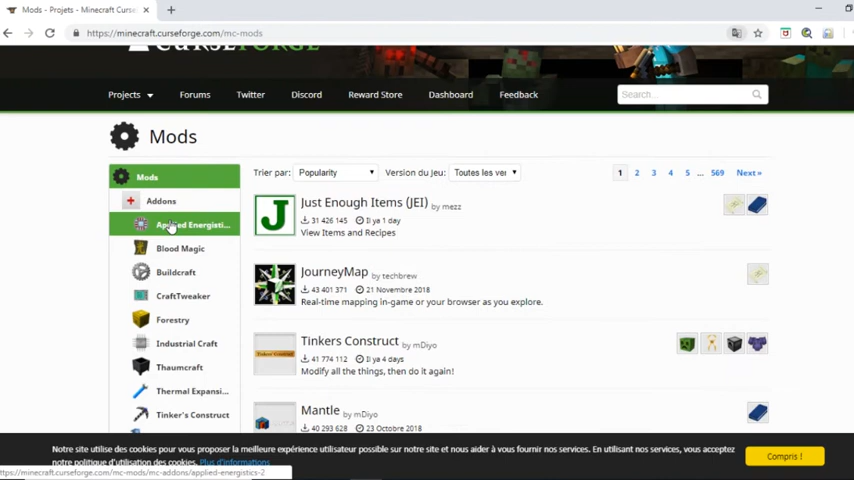 Mods - Projets - Minecraft Curse
https://minecraft.curseforge.com/mc-mods
CURSEFORGE
Projects Forums Twitter Discord Reward Store Dashboard Feedback Search...
Mods
Mods
Addons
Applied Energisti...
Blood Magic
Buildcraft
CraftTweaker
Forestry
Industrial Craft
Thaumcraft
Thermal Expansi...
Tinker's Construct
Trier par: Popularity Version du Jeu: Toutes les ver 1 2 3 4 5 ... 569 Next »
J
Just Enough Items (JEI) by mezz
31 426 145 Il ya 1 day
View Items and Recipes
JourneyMap by techbrew
43 401 371 21 Novembre 2018
Real-time mapping in-game or your browser as you explore.
Tinkers Construct by mDiyo
41 774 112 Il ya 4 days
Modify all the things, then do it again!
Mantle by mDiyo
40 293 628 23 Octobre 2018
Notre site utilise des cookies pour vous proposer la meilleure expérience utilisateur possible sur notre site et nous aider à vous fournir nos services. En utilisant nos services, vous acceptez
notre politique d'utilisation des cookies. Plus d'informations
Compris !
https://minecraft.curseforge.com/mc-mods/mc-addons/applied-energistics-2